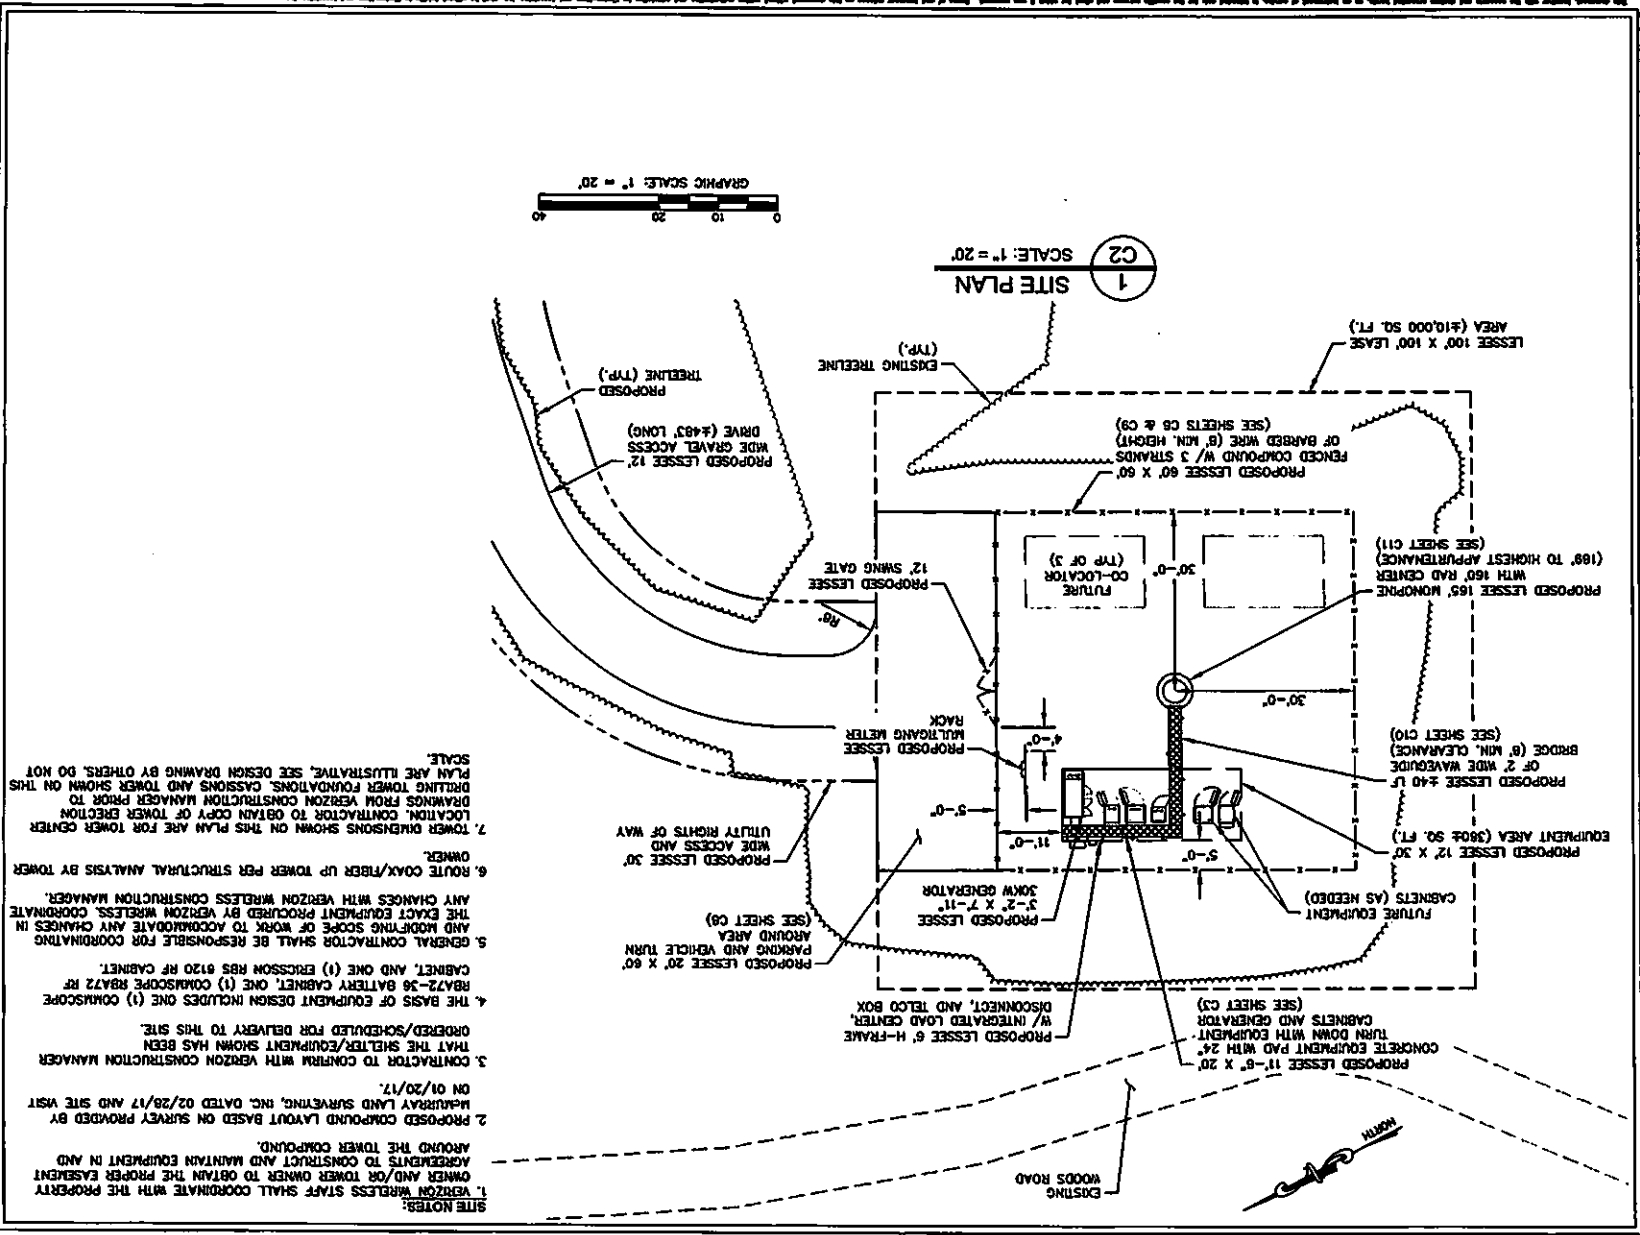 SITE NOTES:
1. VERIZON WIRELESS STAFF SHALL COORDINATE WITH THE PROPERTY
OWNER AND/OR TOWER OWNER TO OBTAIN THE PROPER EASEMENT
AGREEMENTS TO CONSTRUCT AND MAINTAIN EQUIPMENT IN AND
AROUND THE TOWER COMPOUND.
2. PROPOSED COMPOUND LAYOUT BASED ON SURVEY PROVIDED BY
McMURRAY LAND SURVEYING, INC. DATED 02/28/17 AND SITE VISIT
ON 01/20/17.
3. CONTRACTOR TO CONFIRM WITH VERIZON CONSTRUCTION MANAGER
THAT THE SHELTER/EQUIPMENT SHOWN HAS BEEN
ORDERED/SCHEDULED FOR DELIVERY TO THIS SITE.
4. THE BASIS OF EQUIPMENT DESIGN INCLUDES ONE (1) COMMSCOPE
RBA72-36 BATTERY CABINET, ONE (1) COMMSCOPE RBA72 RF
CABINET, AND ONE (1) ERICSSON RBS 6120 RF CABINET.
5. GENERAL CONTRACTOR SHALL BE RESPONSIBLE FOR COORDINATING
AND MODIFYING SCOPE OF WORK TO ACCOMMODATE ANY CHANGES IN
THE EXACT EQUIPMENT PROCURED BY VERIZON WIRELESS. COORDINATE
ANY CHANGES WITH VERIZON WIRELESS CONSTRUCTION MANAGER.
6. ROUTE COAX/FIBER UP TOWER PER STRUCTURAL ANALYSIS BY TOWER
OWNER.
7. TOWER DIMENSIONS SHOWN ON THIS PLAN ARE FOR TOWER CENTER
LOCATION. CONTRACTOR TO OBTAIN COPY OF TOWER ERECTION
DRAWINGS FROM VERIZON CONSTRUCTION MANAGER PRIOR TO
DRILLING TOWER FOUNDATIONS. CASSIONS AND TOWER SHOWN ON THIS
PLAN ARE ILLUSTRATIVE, SEE DESIGN DRAWING BY OTHERS. DO NOT
SCALE.
NORTH
EXISTING
WOODS ROAD
PROPOSED LESSEE 11'-6" X 20'
CONCRETE EQUIPMENT PAD WITH 24"
TURN DOWN WITH EQUIPMENT
CABINETS AND GENERATOR
(SEE SHEET C3)
PROPOSED LESSEE 6' H-FRAME
W/ INTEGRATED LOAD CENTER,
DISCONNECT, AND TELCO BOX
PROPOSED LESSEE 20' X 60'
PARKING AND VEHICLE TURN
AROUND AREA
(SEE SHEET C8)
FUTURE EQUIPMENT
CABINETS (AS NEEDED)
PROPOSED LESSEE
3'-2" X 7'-11"
30KW GENERATOR
PROPOSED LESSEE 12' X 30'
EQUIPMENT AREA (360± SQ. FT.)
5'-0"
11'-0"
PROPOSED LESSEE 30'
WIDE ACCESS AND
UTILITY RIGHTS OF WAY
5'-0"
PROPOSED LESSEE ±40 LF
OF 2' WIDE WAVEGUIDE
BRIDGE (8' MIN. CLEARANCE)
(SEE SHEET C10)
4'-0"
PROPOSED LESSEE
MULTIGANG METER
RACK
30'-0"
PROPOSED LESSEE 165' MONOPINE
WITH 160' RAD CENTER
(169' TO HIGHEST APPURTENANCE)
(SEE SHEET C11)
R8'
PROPOSED LESSEE
12' SWING GATE
30'-0"
FUTURE
CO-LOCATOR
(TYP OF 3)
PROPOSED LESSEE 60' X 60'
FENCED COMPOUND W/ 3 STRANDS
OF BARBED WIRE (8' MIN. HEIGHT)
(SEE SHEETS C8 & C9)
PROPOSED LESSEE 12'
WIDE GRAVEL ACCESS
DRIVE (±483' LONG)
PROPOSED
TREELINE (TYP.)
EXISTING TREELINE
(TYP.)
LESSEE 100' X 100' LEASE
AREA (±10,000 SQ. FT.)
1
C2
SITE PLAN
SCALE: 1" = 20'
0 10 20 40
GRAPHIC SCALE: 1" = 20'